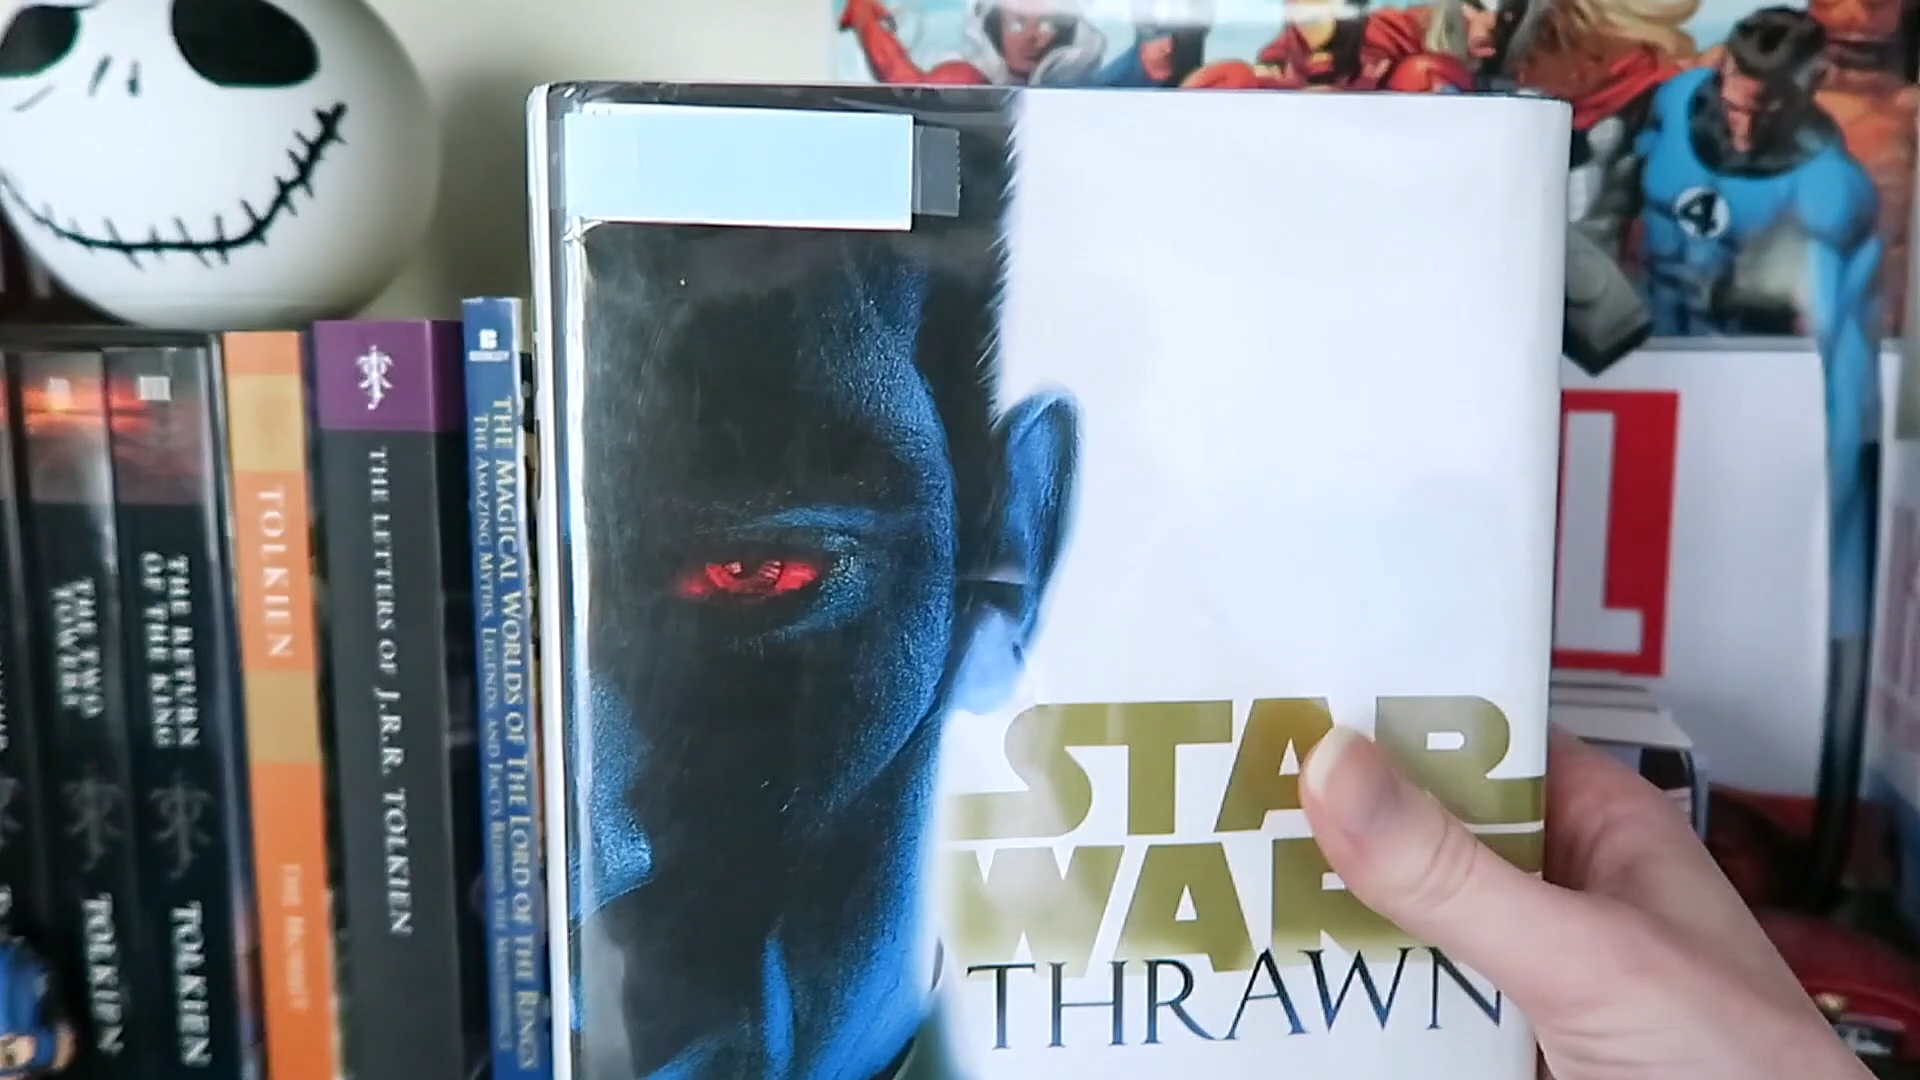 THE TWO
TOWERS
TOLKIEN
THE RETURN
OF THE KING
TOLKIEN
TOLKIEN
THE HOBBIT
THE LETTERS OF J.R.R. TOLKIEN
THE MAGICAL WORLDS OF THE LORD OF THE RINGS
THE AMAZING MYTHS, LEGENDS, AND FACTS BEHIND THE MASTERPIECE
STAR
WARS
THRAWN
4
L